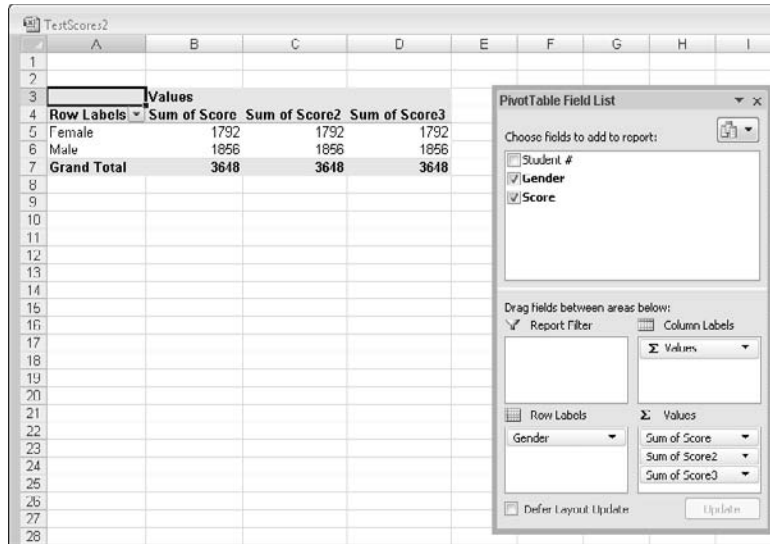 TestScores2
A B C D E F G H I
1
2
3 Values
4 Row Labels Sum of Score Sum of Score2 Sum of Score3
5 Female 1792 1792 1792
6 Male 1856 1856 1856
7 Grand Total 3648 3648 3648
8
9
10
11
12
13
14
15
16
17
18
19
20
21
22
23
24
25
26
27
28
PivotTable Field List
Choose fields to add to report:
Student #
Gender
Score
Drag fields between areas below:
Report Filter Column Labels
Σ Values
Row Labels Σ Values
Gender Sum of Score
Sum of Score2
Sum of Score3
Defer Layout Update Update